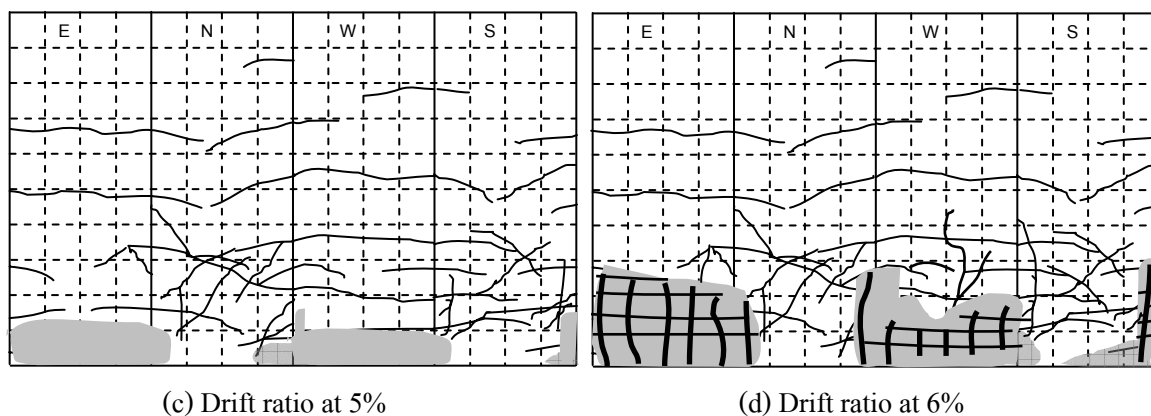 E N W S E N W S
(c) Drift ratio at 5% (d) Drift ratio at 6%